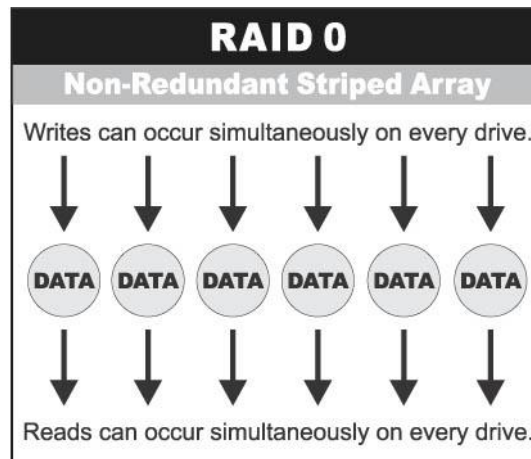 RAID 0
Non-Redundant Striped Array
Writes can occur simultaneously on every drive.
DATA DATA DATA DATA DATA DATA
Reads can occur simultaneously on every drive.